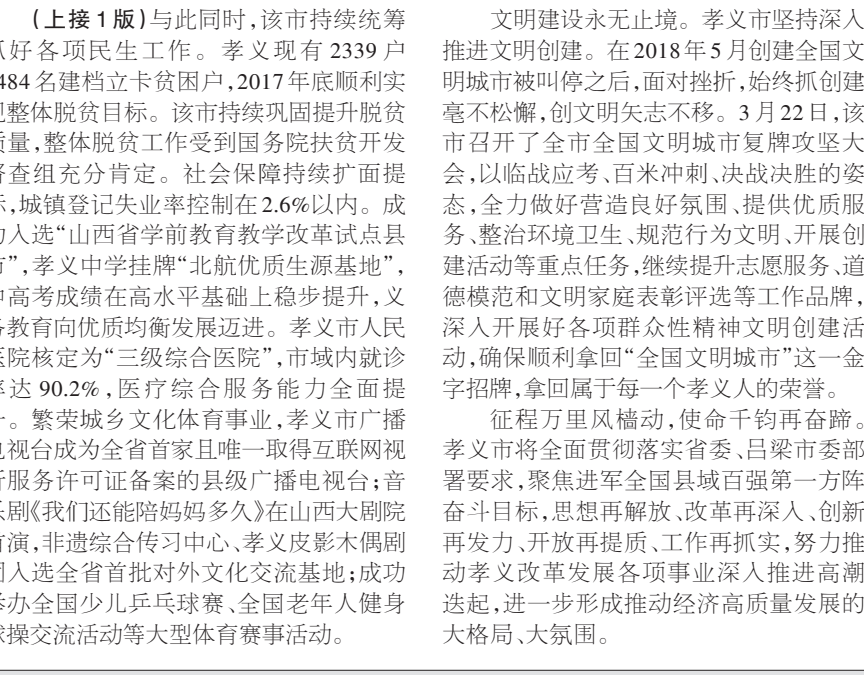 （上接1版）与此同时，该市持续统筹
抓好各项民生工作。孝义现有2339户
484名建档立卡贫困户，2017年底顺利实
现整体脱贫目标。该市持续巩固提升脱贫
质量，整体脱贫工作受到国务院扶贫开发
督查组充分肯定。社会保障持续扩面提
标，城镇登记失业率控制在2.6%以内。成
功入选“山西省学前教育教学改革试点县
市”，孝义中学挂牌“北航优质生源基地”，
中高考成绩在高水平基础上稳步提升，义
务教育向优质均衡发展迈进。孝义市人民
医院核定为“三级综合医院”，市域内就诊
率达90.2%，医疗综合服务能力全面提
升。繁荣城乡文化体育事业，孝义市广播
电视台成为全省首家且唯一取得互联网视
听服务许可证备案的县级广播电视台；音
乐剧《我们还能陪妈妈多久》在山西大剧院
首演，非遗综合传习中心、孝义皮影木偶剧
团入选全省首批对外文化交流基地；成功
举办全国少儿乒乓球赛、全国老年人健身
球操交流活动等大型体育赛事活动。
文明建设永无止境。孝义市坚持深入
推进文明创建。在2018年5月创建全国文
明城市被叫停之后，面对挫折，始终抓创建
毫不松懈，创文明矢志不移。3月22日，该
市召开了全市全国文明城市复牌攻坚大
会，以临战应考、百米冲刺、决战决胜的姿
态，全力做好营造良好氛围、提供优质服
务、整治环境卫生、规范行为文明、开展创
建活动等重点任务，继续提升志愿服务、道
德模范和文明家庭表彰评选等工作品牌，
深入开展好各项群众性精神文明创建活
动，确保顺利拿回“全国文明城市”这一金
字招牌，拿回属于每一个孝义人的荣誉。
征程万里风樯动，使命千钧再奋蹄。
孝义市将全面贯彻落实省委、吕梁市委部
署要求，聚焦进军全国县域百强第一方阵
奋斗目标，思想再解放、改革再深入、创新
再发力、开放再提质、工作再抓实，努力推
动孝义改革发展各项事业深入推进高潮
迭起，进一步形成推动经济高质量发展的
大格局、大氛围。